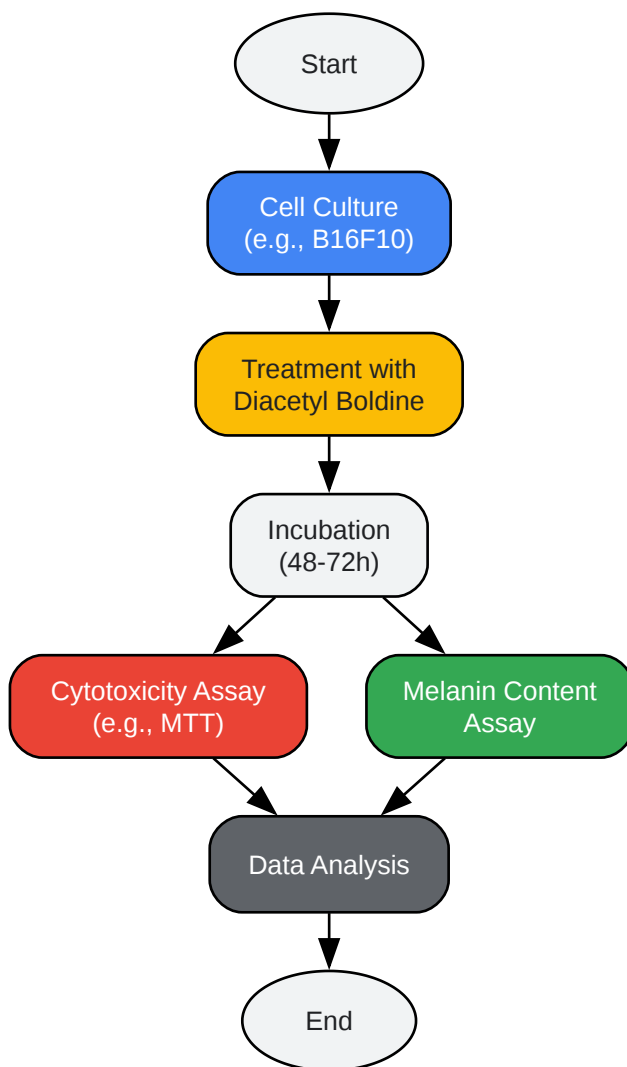 Start
Cell Culture
(e.g., B16F10)
Treatment with
Diacetyl Boldine
Incubation
(48-72h)
Cytotoxicity Assay
(e.g., MTT)
Melanin Content
Assay
Data Analysis
End